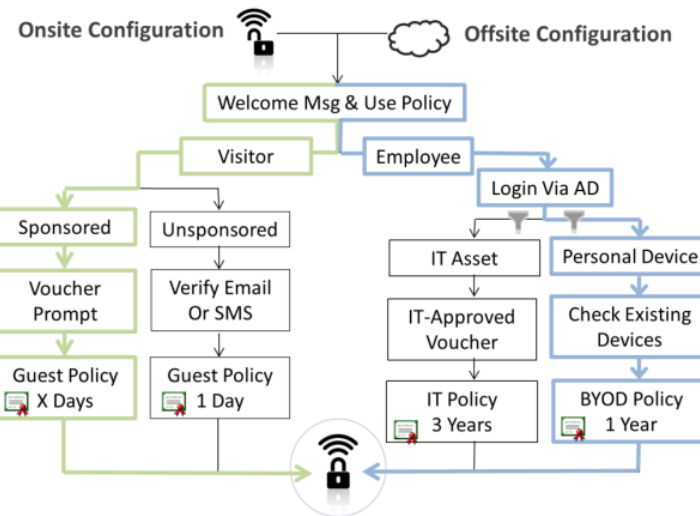 Onsite Configuration
Offsite Configuration
Welcome Msg & Use Policy
Visitor
Employee
Login Via AD
Sponsored
Unsponsored
IT Asset
Personal Device
Voucher
Prompt
Verify Email
Or SMS
IT-Approved
Voucher
Check Existing
Devices
Guest Policy
X Days
Guest Policy
1 Day
IT Policy
3 Years
BYOD Policy
1 Year